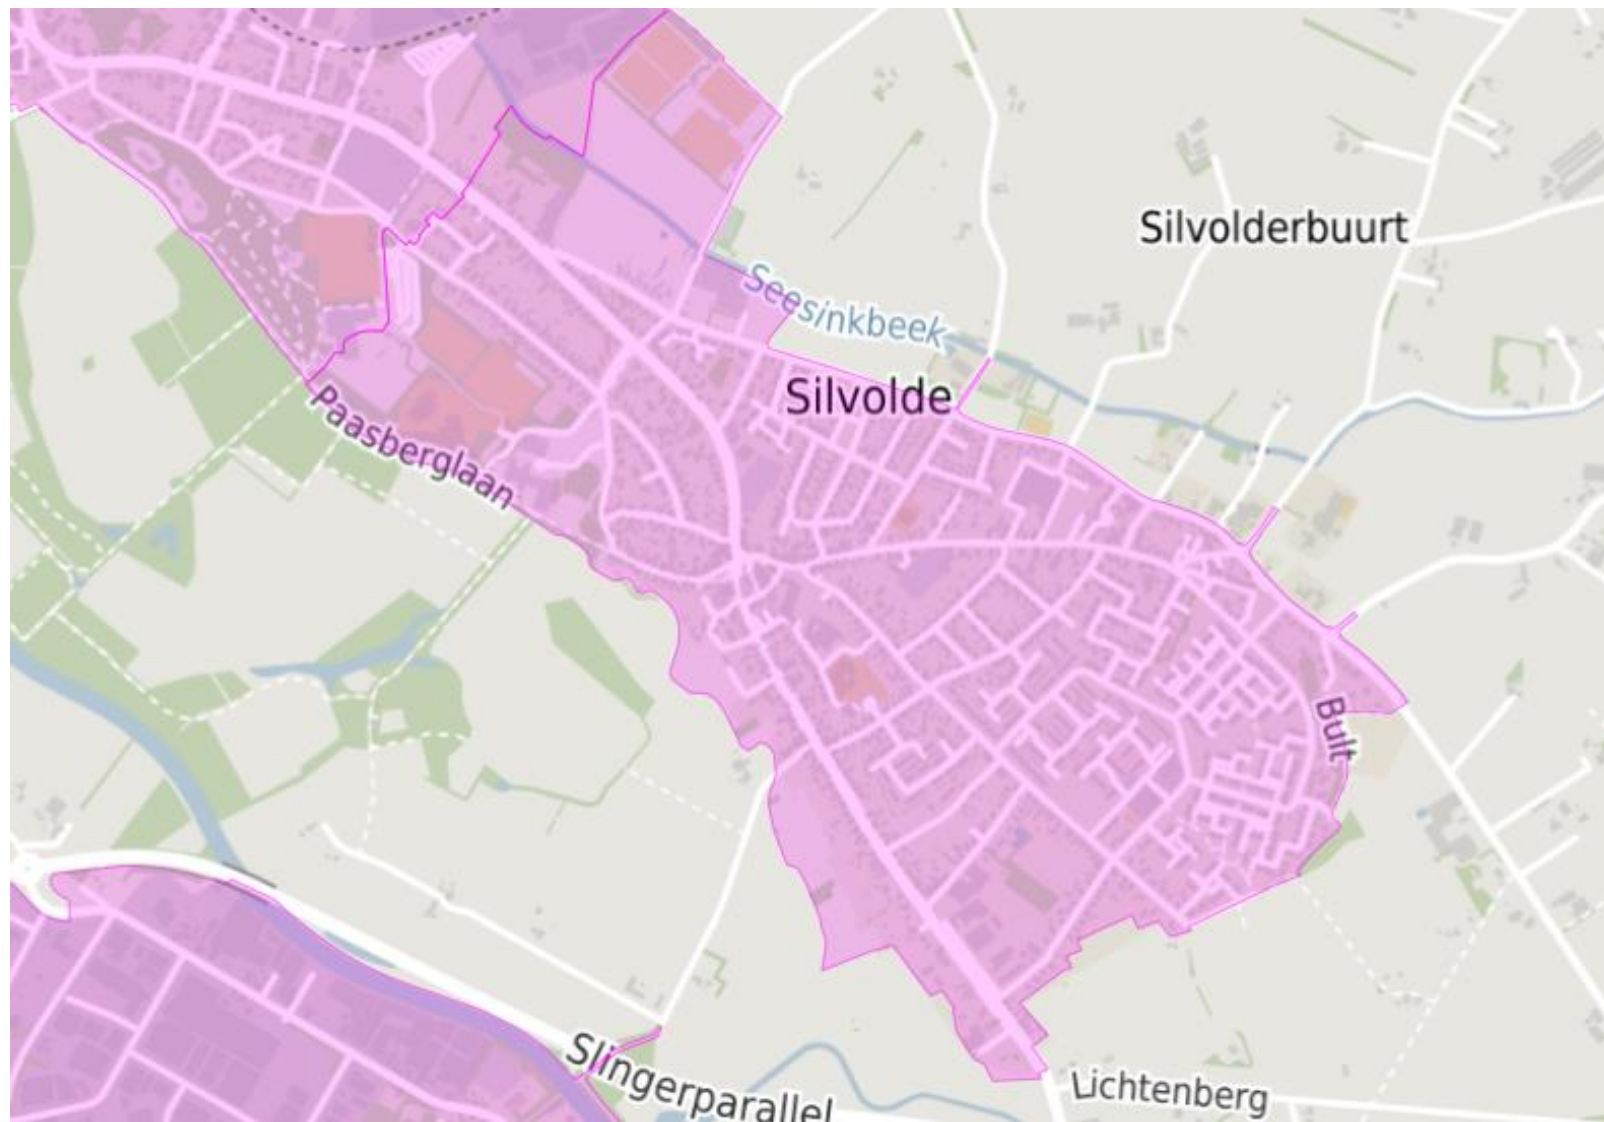 Silvolderbuurt
Seesinkbeek
Silvolde
Paasberglaan
Bult
Slingerparallel
Lichtenberg